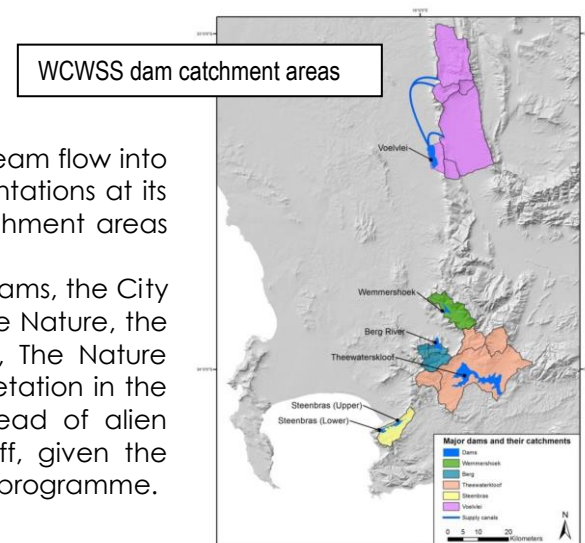 WCWSS dam catchment areas
eam flow into
ntations at its
chment areas
ams, the City
e Nature, the
, The Nature
etation in the
ead of alien
ff, given the
programme.
Voelvlei
Wemmershoek
Berg River
Theewaterskloof
Steenbras (Upper)
Steenbras (Lower)
Major dams and their catchments
Dams
Wemmershoek
Berg
Theewaterkloof
Steenbras
Voelvlei
Supply canals
N
0 5 10 20
Kilometers